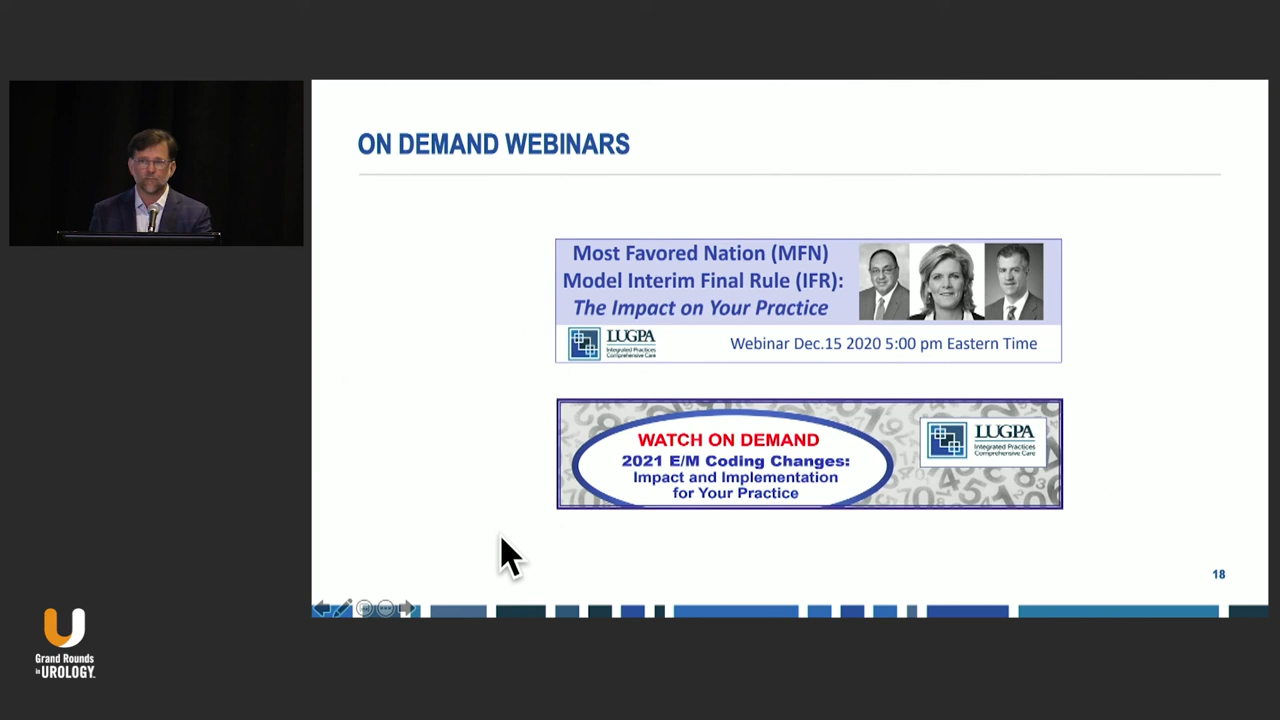 ON DEMAND WEBINARS
Most Favored Nation (MFN)
Model Interim Final Rule (IFR):
The Impact on Your Practice
LUGPA
Integrated Practices
Comprehensive Care
Webinar Dec.15 2020 5:00 pm Eastern Time
WATCH ON DEMAND
2021 E/M Coding Changes:
Impact and Implementation
for Your Practice
LUGPA
Integrated Practices
Comprehensive Care
18
Grand Rounds
in UROLOGY